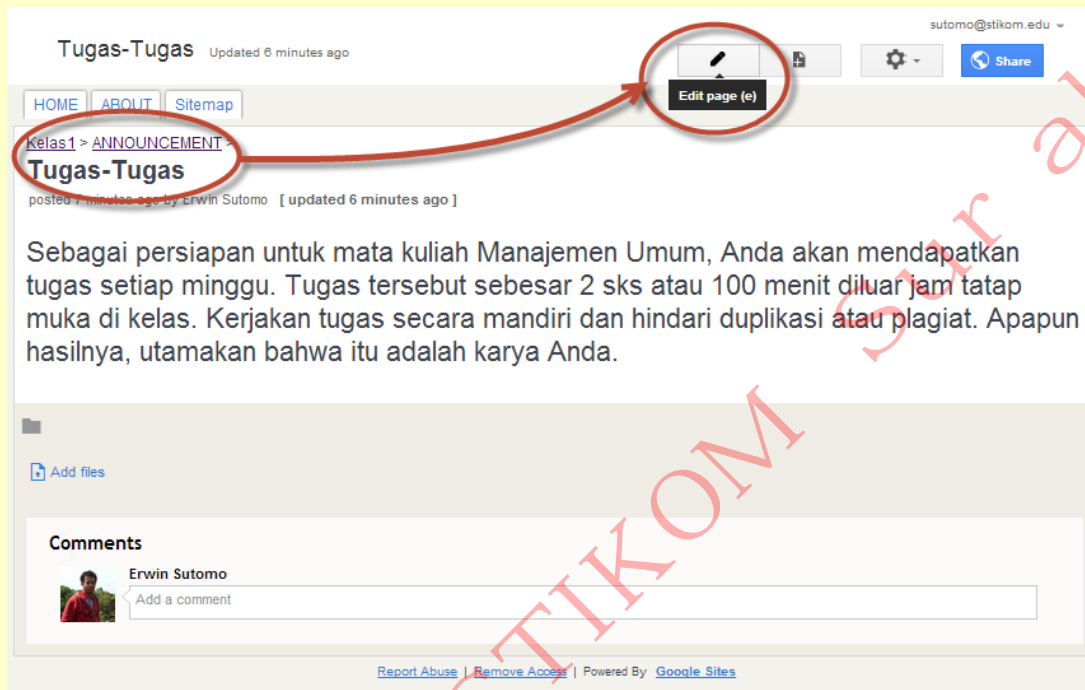 sutomo@stikom.edu
Tugas-Tugas Updated 6 minutes ago
Share
Edit page (e)
HOME ABOUT Sitemap
Kelas1 > ANNOUNCEMENT >
Tugas-Tugas
posted 7 minutes ago by Erwin Sutomo [ updated 6 minutes ago ]
Sebagai persiapan untuk mata kuliah Manajemen Umum, Anda akan mendapatkan
tugas setiap minggu. Tugas tersebut sebesar 2 sks atau 100 menit diluar jam tatap
muka di kelas. Kerjakan tugas secara mandiri dan hindari duplikasi atau plagiat. Apapun
hasilnya, utamakan bahwa itu adalah karya Anda.
Add files
Comments
Erwin Sutomo
Add a comment
Report Abuse | Remove Access | Powered By Google Sites
TIKOM Sur a